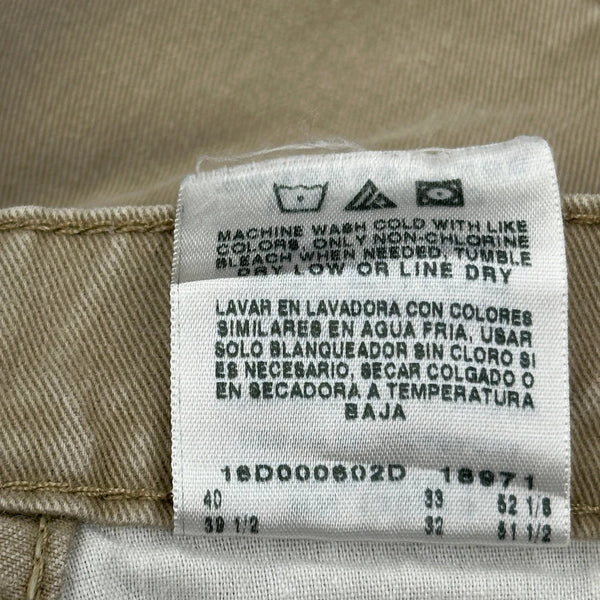 MACHINE WASH COLD WITH LIKE
COLORS, ONLY NON-CHLORINE
BLEACH WHEN NEEDED, TUMBLE
DRY LOW OR LINE DRY
LAVAR EN LAVADORA CON COLORES
SIMILARES EN AGUA FRIA, USAR
SOLO BLANQUEADOR SIN CLORO SI
ES NECESARIO, SECAR COLGADO O
EN SECADORA A TEMPERATURA
BAJA
16D000602D 16971
40 33 52 1/8
39 1/2 32 51 1/2